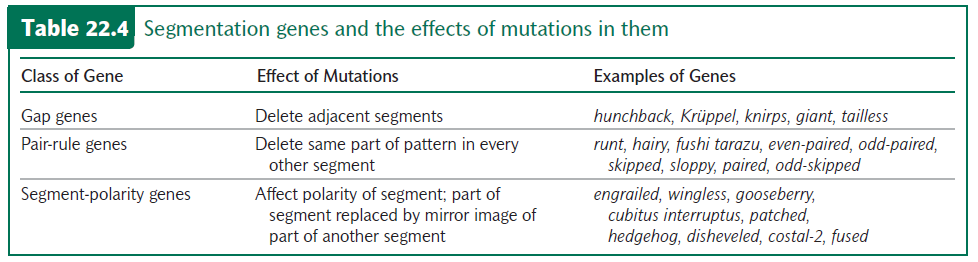 Table 22.4 Segmentation genes and the effects of mutations in them
Class of Gene Effect of Mutations Examples of Genes
Gap genes Delete adjacent segments hunchback, Krüppel, knirps, giant, tailless
Pair-rule genes Delete same part of pattern in every runt, hairy, fushi tarazu, even-paired, odd-paired,
other segment skipped, sloppy, paired, odd-skipped
Segment-polarity genes Affect polarity of segment; part of engrailed, wingless, gooseberry,
segment replaced by mirror image of cubitus interruptus, patched,
part of another segment hedgehog, disheveled, costal-2, fused